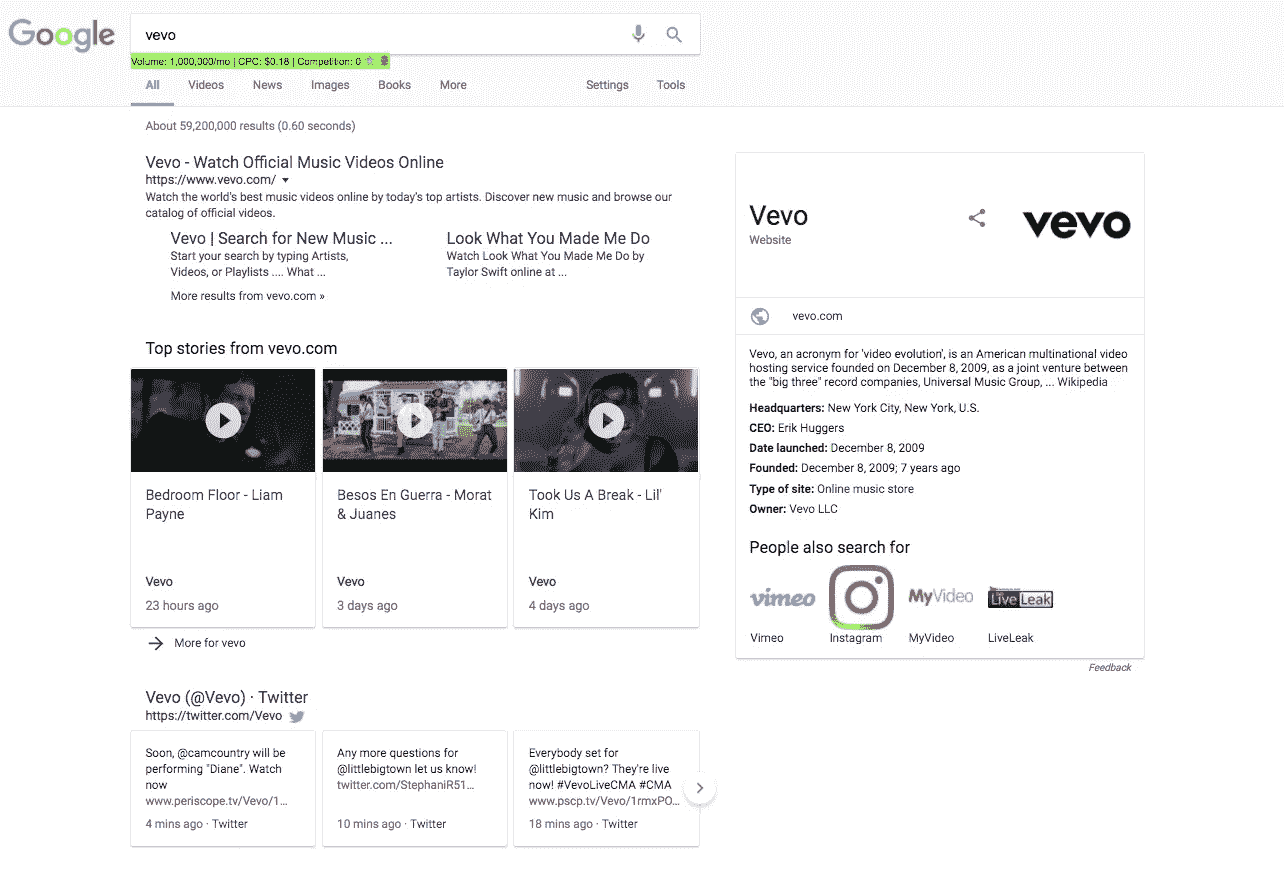 Google
vevo
Volume: 1,000,000/mo | CPC: $0.18 | Competition: 0
All Videos News Images Books More Settings Tools
About 59,200,000 results (0.60 seconds)
Vevo - Watch Official Music Videos Online
https://www.vevo.com/
Watch the world's best music videos online by today's top artists. Discover new music and browse our
catalog of official videos.
Vevo | Search for New Music ...
Start your search by typing Artists,
Videos, or Playlists .... What ...
Look What You Made Me Do
Watch Look What You Made Me Do by
Taylor Swift online at ...
More results from vevo.com »
Top stories from vevo.com
Bedroom Floor - Liam
Payne
Vevo
23 hours ago
Besos En Guerra - Morat
& Juanes
Vevo
3 days ago
Took Us A Break - Lil'
Kim
Vevo
4 days ago
More for vevo
Vevo (@Vevo) · Twitter
https://twitter.com/Vevo
Soon, @camcountry will be
performing "Diane". Watch
now
www.periscope.tv/Vevo/1...
4 mins ago · Twitter
Any more questions for
@littlebigtown let us know!
twitter.com/StephaniR51...
10 mins ago · Twitter
Everybody set for
@littlebigtown? They're live
now! #VevoLiveCMA #CMA
www.pscp.tv/Vevo/1rmxPO...
18 mins ago · Twitter
Vevo
Website
vevo
vevo.com
Vevo, an acronym for 'video evolution', is an American multinational video
hosting service founded on December 8, 2009, as a joint venture between
the "big three" record companies, Universal Music Group, ... Wikipedia
Headquarters: New York City, New York, U.S.
CEO: Erik Huggers
Date launched: December 8, 2009
Founded: December 8, 2009; 7 years ago
Type of site: Online music store
Owner: Vevo LLC
People also search for
vimeo
MyVideo
LiveLeak
Vimeo
Instagram
MyVideo
LiveLeak
Feedback